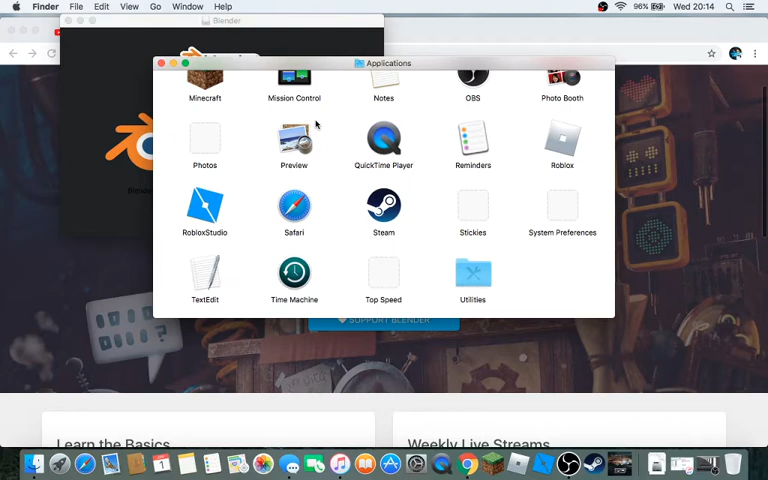 Finder File Edit View Go Window Help 96% Wed 20:14
Blender
Applications
Minecraft Mission Control Notes OBS Photo Booth
Photos Preview QuickTime Player Reminders Roblox
RobloxStudio Safari Steam Stickies System Preferences
TextEdit Time Machine Top Speed Utilities
SUPPORT BLENDER
Learn the Basics Weekly Live Streams